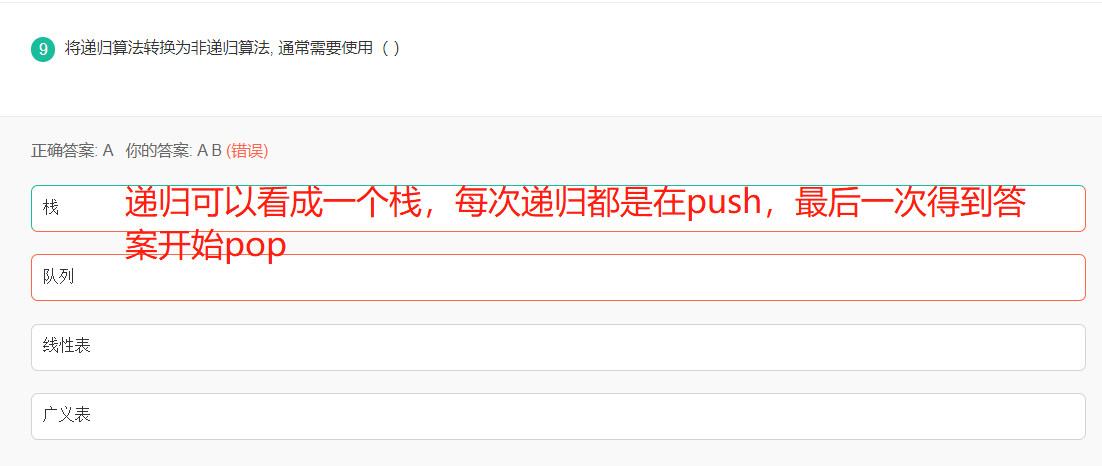 9 将递归算法转换为非递归算法, 通常需要使用 ( )
正确答案: A 你的答案: A B (错误)
栈
递归可以看成一个栈，每次递归都是在push，最后一次得到答
案开始pop
队列
线性表
广义表